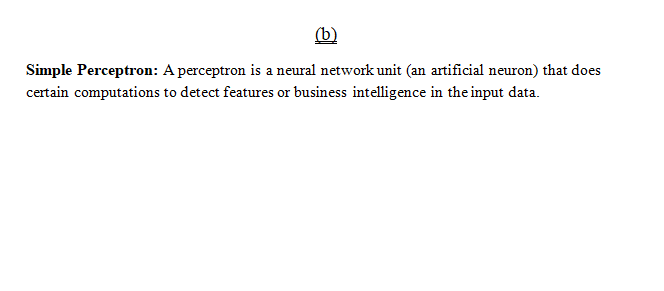 (b)
Simple Perceptron: A perceptron is a neural network unit (an artificial neuron) that does
certain computations to detect features or business intelligence in the input data.